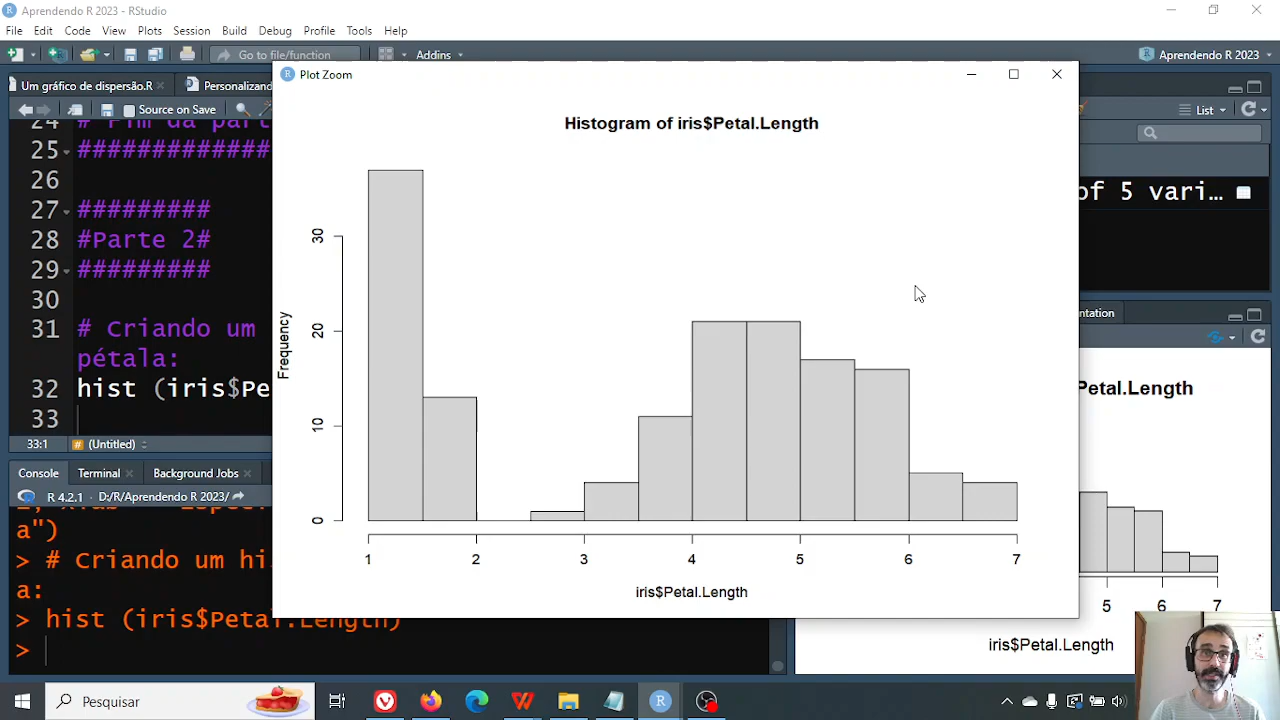 Aprendendo R 2023 - RStudio
File Edit Code View Plots Session Build Debug Profile Tools Help
Go to file/function Addins Aprendendo R 2023
Um gráfico de dispersão.R Personalizand
Source on Save
List
25 #############
26
27 #########
28 #Parte 2#
29 #########
30
31 # Criando um
pétala:
32 hist (iris$Pe
33
33:1 # (Untitled)
Console Terminal Background Jobs
R 4.2.1 · D:/R/Aprendendo R 2023/
a")
> # Criando um hi
a:
> hist (iris$Petal.Length)
>
Plot Zoom
Histogram of iris$Petal.Length
Frequency
30
20
10
0
1 2 3 4 5 6 7
iris$Petal.Length
of 5 vari...
ntation
Petal.Length
5 6 7
iris$Petal.Length
Pesquisar